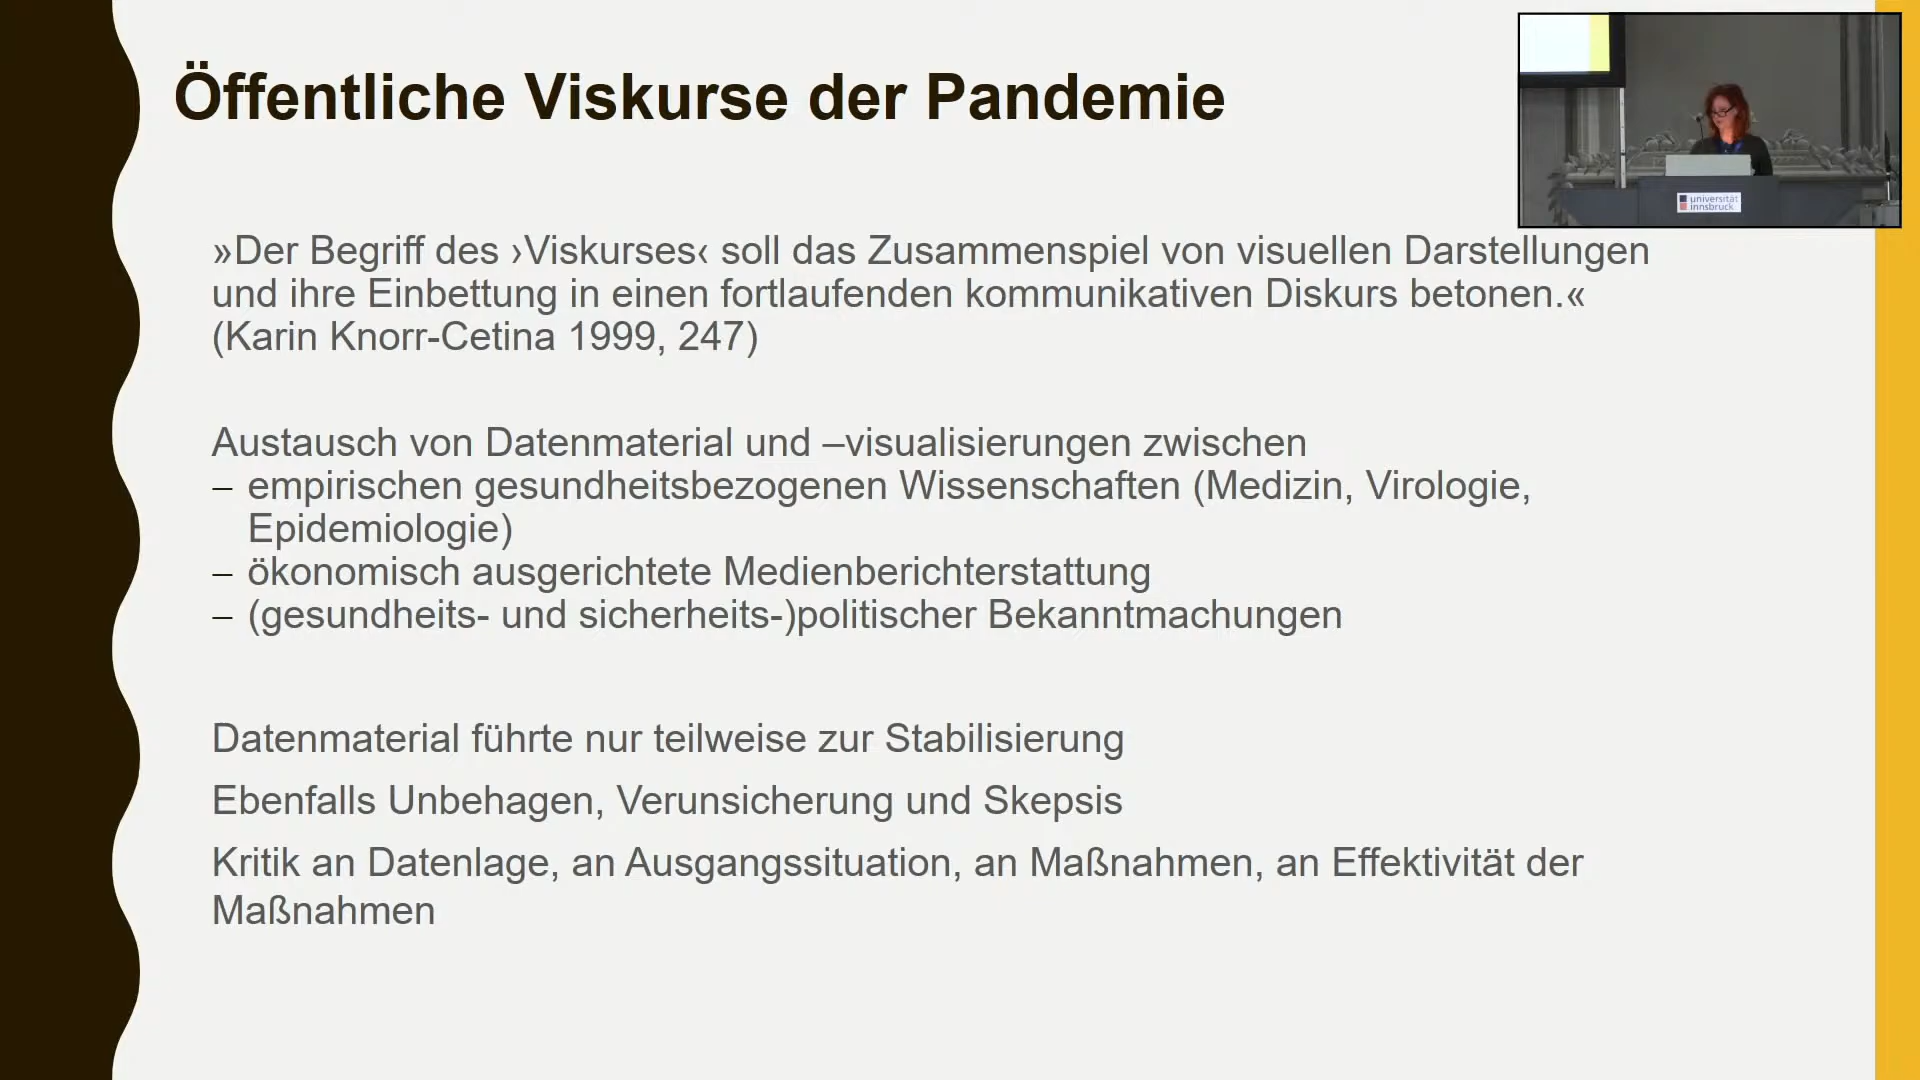 Öffentliche Viskurse der Pandemie
»Der Begriff des ›Viskurses‹ soll das Zusammenspiel von visuellen Darstellungen
und ihre Einbettung in einen fortlaufenden kommunikativen Diskurs betonen.«
(Karin Knorr-Cetina 1999, 247)
Austausch von Datenmaterial und –visualisierungen zwischen
– empirischen gesundheitsbezogenen Wissenschaften (Medizin, Virologie,
Epidemiologie)
– ökonomisch ausgerichtete Medienberichterstattung
– (gesundheits- und sicherheits-)politischer Bekanntmachungen
Datenmaterial führte nur teilweise zur Stabilisierung
Ebenfalls Unbehagen, Verunsicherung und Skepsis
Kritik an Datenlage, an Ausgangssituation, an Maßnahmen, an Effektivität der
Maßnahmen
universität
innsbruck